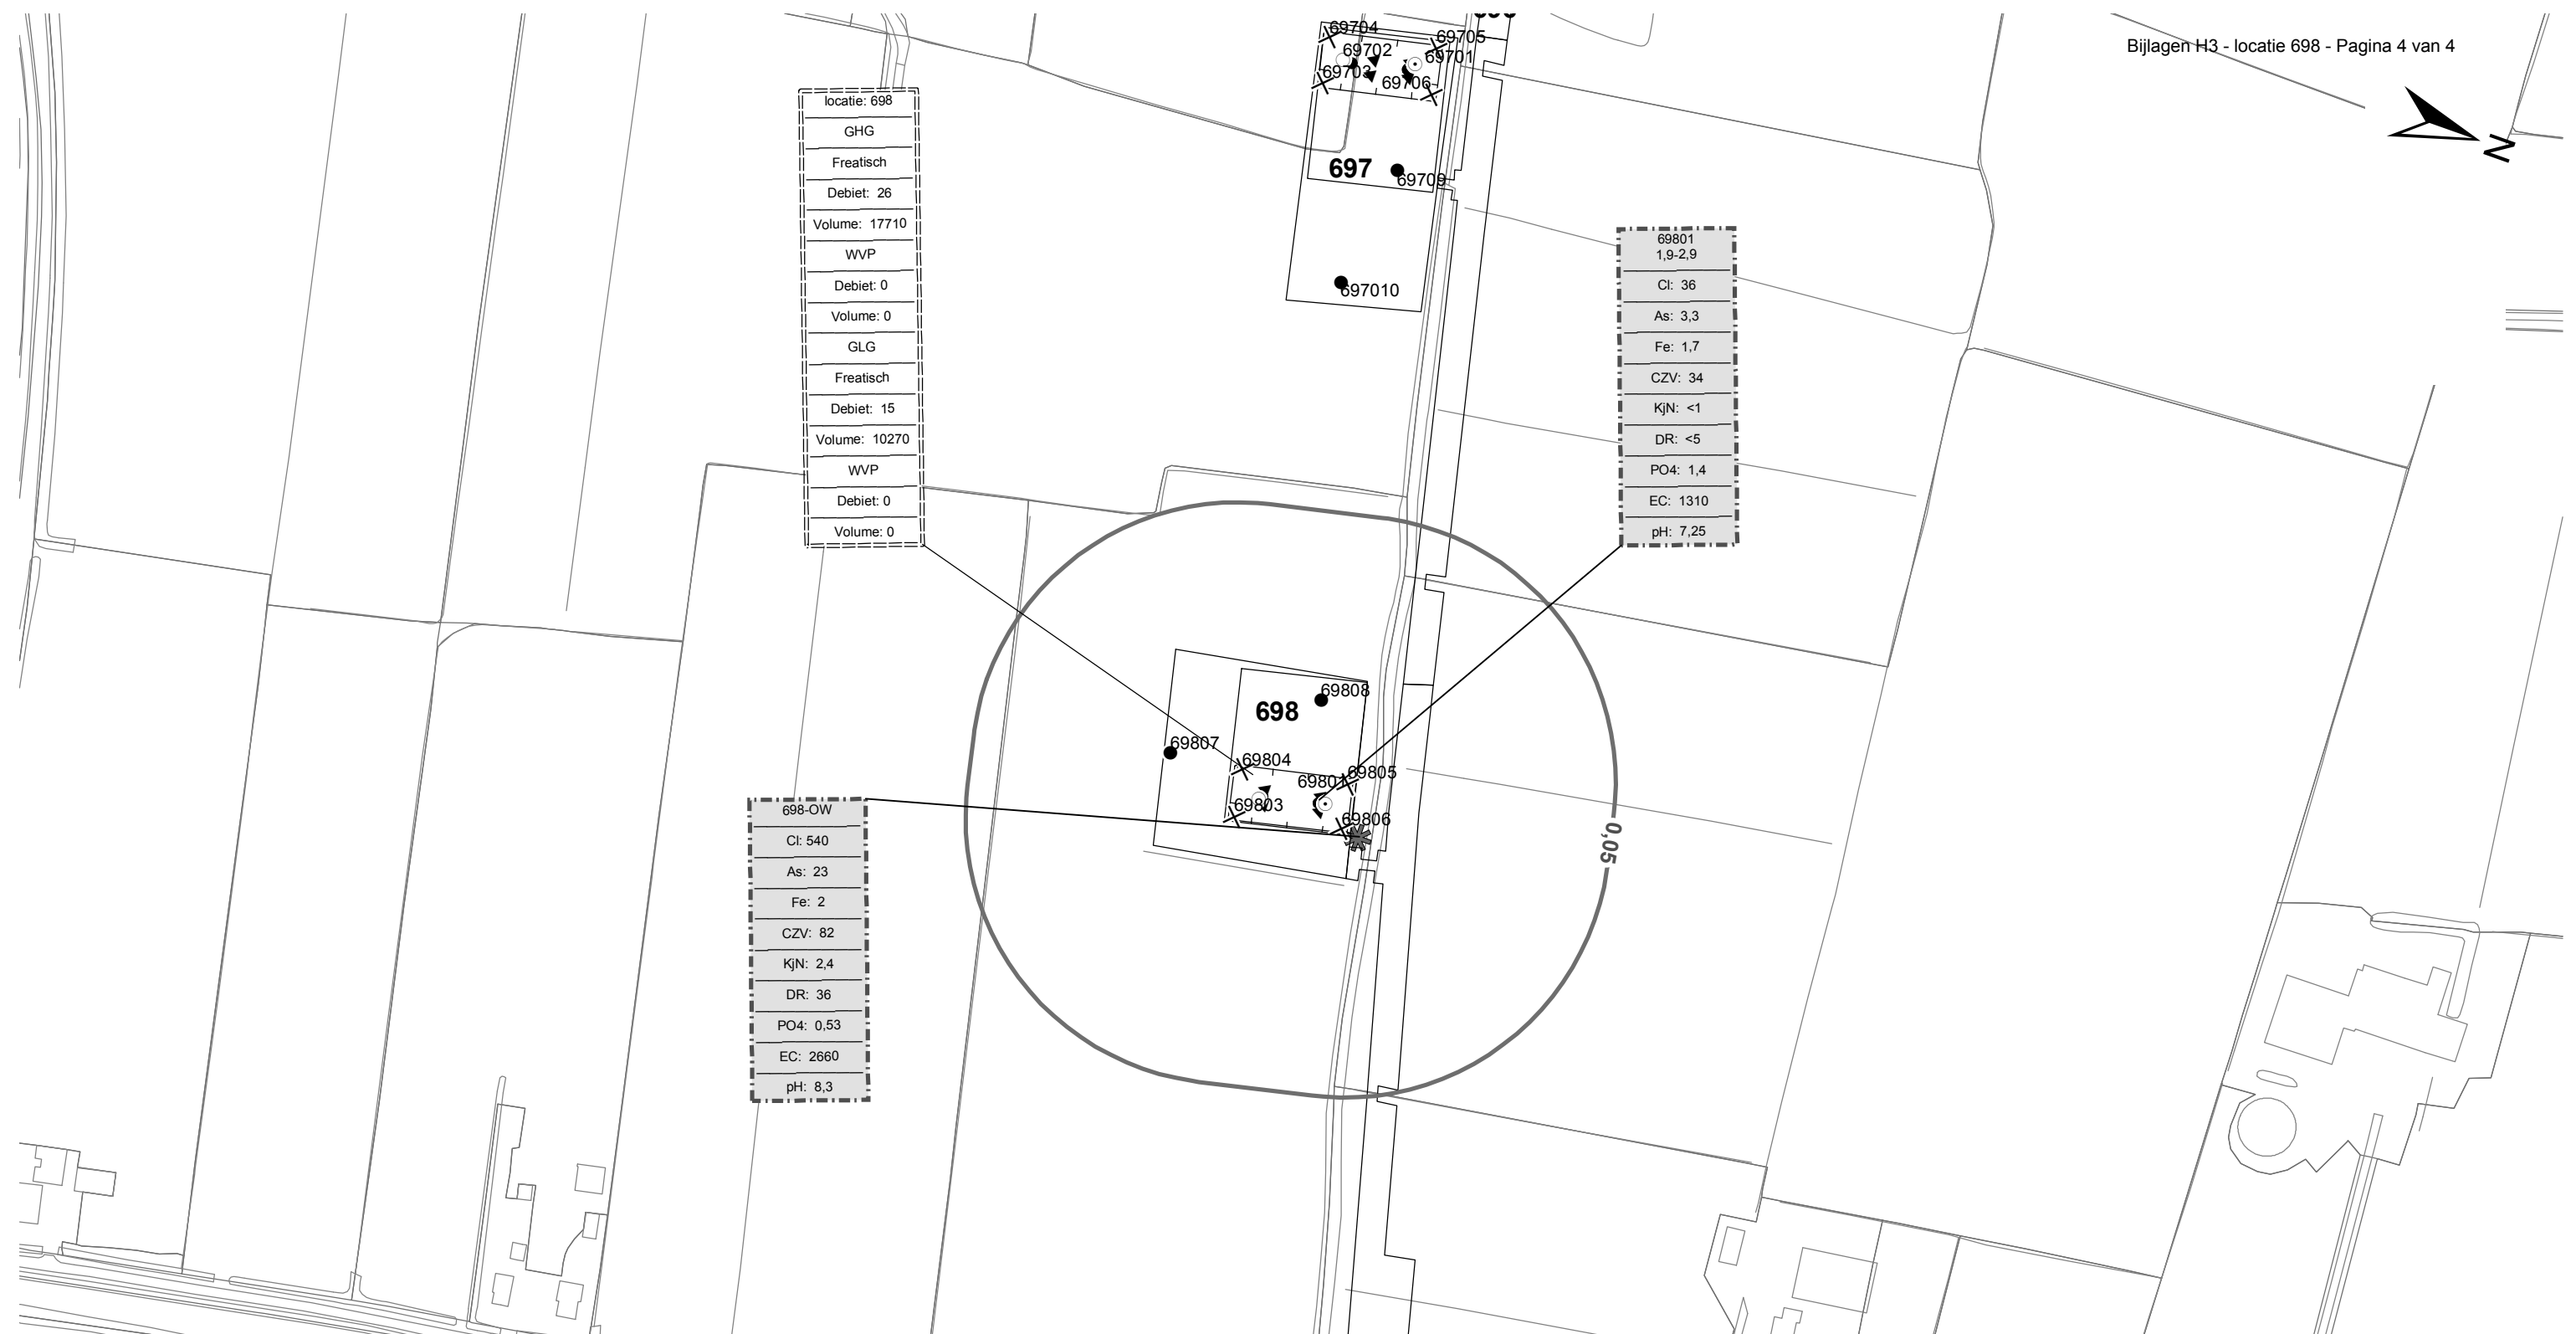 Bijlagen H3 - locatie 698 - Pagina 4 van 4
N
69704
69705
69702
69701
69703
69706
697
69709
697010
locatie: 698
GHG
Freatisch
Debiet: 26
Volume: 17710
WVP
Debiet: 0
Volume: 0
GLG
Freatisch
Debiet: 15
Volume: 10270
WVP
Debiet: 0
Volume: 0
69801
1,9-2,9
Cl: 36
As: 3,3
Fe: 1,7
CZV: 34
KjN: <1
DR: <5
PO4: 1,4
EC: 1310
pH: 7,25
69808
698
69807
69804
69805
69801
69803
69806
0,05
698-OW
Cl: 540
As: 23
Fe: 2
CZV: 82
KjN: 2,4
DR: 36
PO4: 0,53
EC: 2660
pH: 8,3